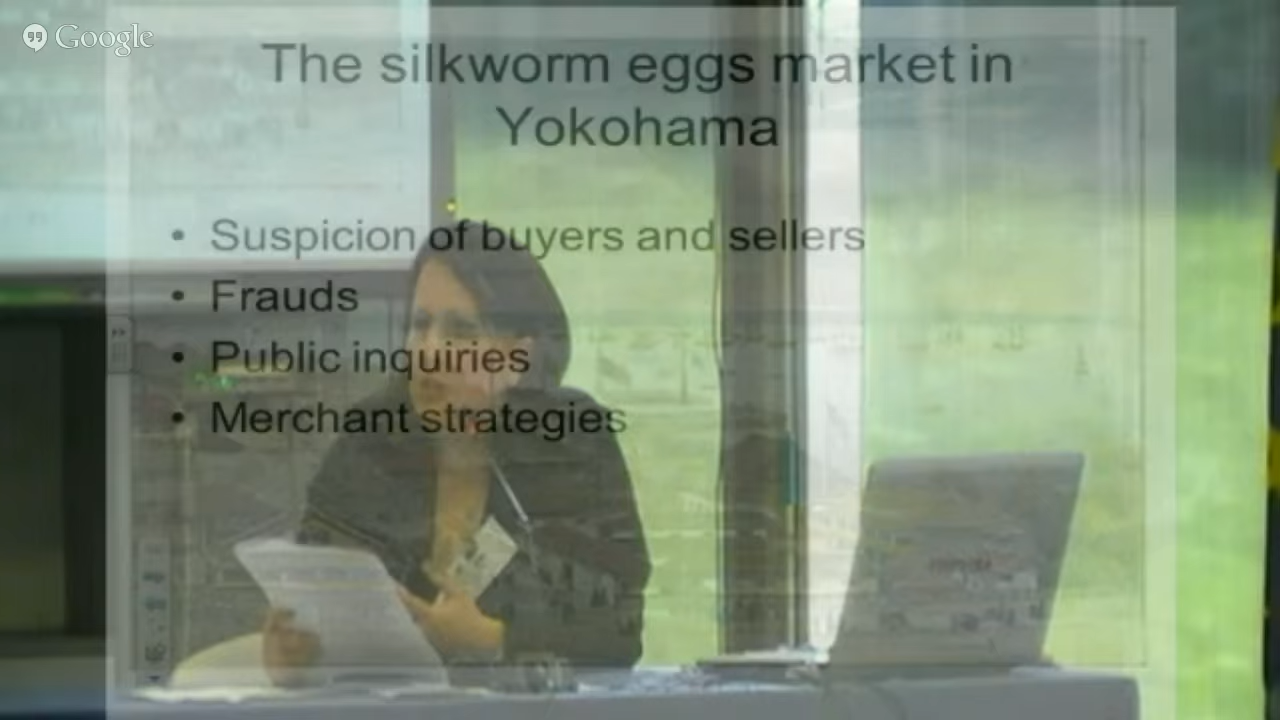 Google
The silkworm eggs market in
Yokohama
• Suspicion of buyers and sellers
• Frauds
• Public inquiries
• Merchant strategies